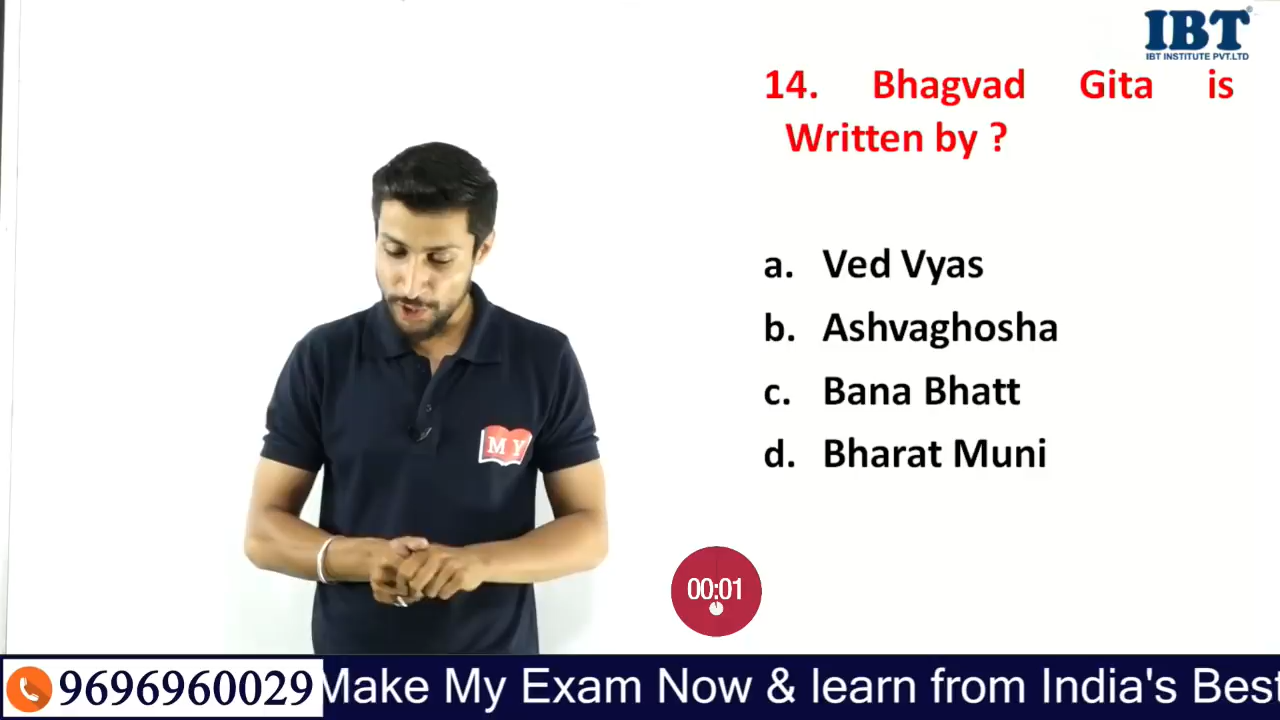 IBT
IBT INSTITUTE PVT.LTD
14. Bhagvad Gita is
Written by ?
a. Ved Vyas
b. Ashvaghosha
c. Bana Bhatt
d. Bharat Muni
M Y
00:01
9696960029 Make My Exam Now & learn from India's Best